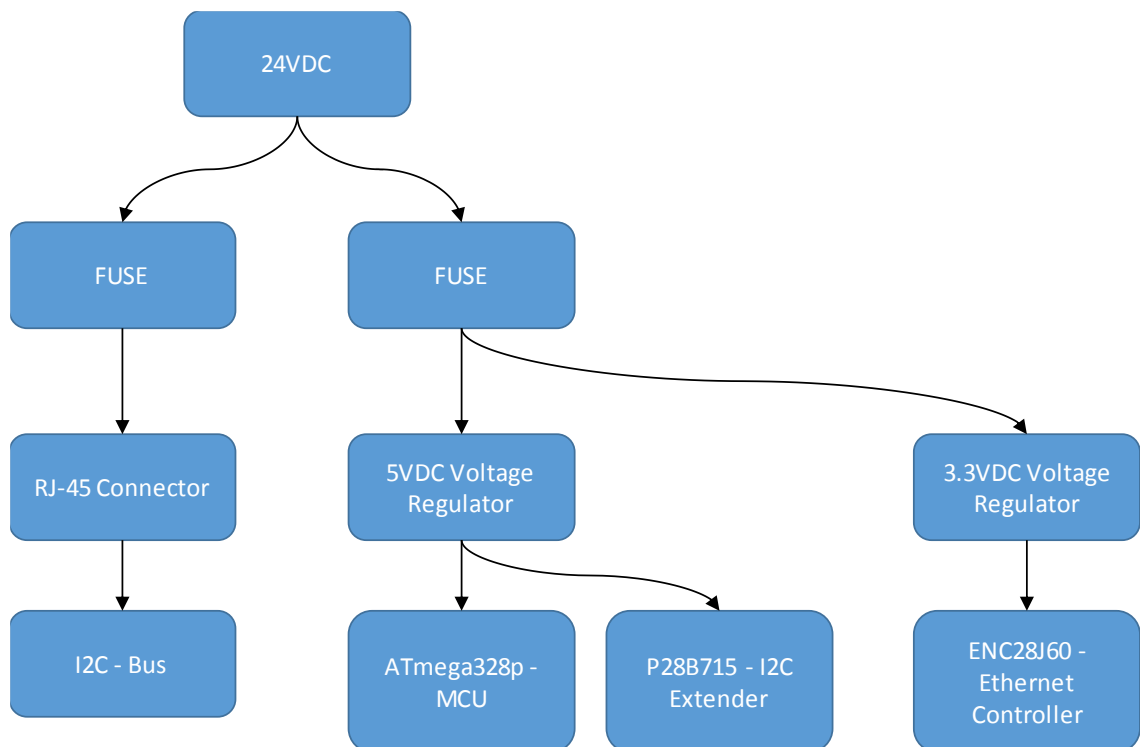 24VDC
FUSE
FUSE
RJ-45 Connector
5VDC Voltage
Regulator
3.3VDC Voltage
Regulator
I2C - Bus
ATmega328p -
MCU
P28B715 - I2C
Extender
ENC28J60 -
Ethernet
Controller